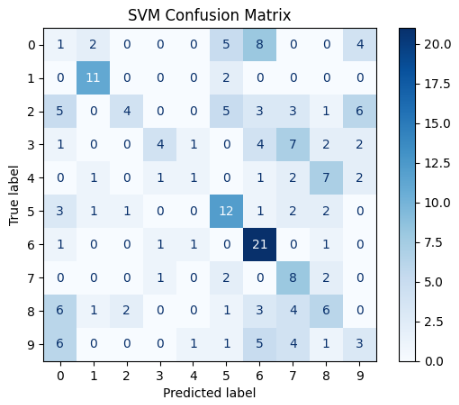 SVM Confusion Matrix
0 1 2 0 0 0 5 8 0 0 4
1 0 11 0 0 0 2 0 0 0 0
2 5 0 4 0 0 5 3 3 1 6
3 1 0 0 4 1 0 4 7 2 2
4 0 1 0 1 1 0 1 2 7 2
5 3 1 1 0 0 12 1 2 2 0
6 1 0 0 1 1 0 21 0 1 0
7 0 0 0 1 0 2 0 8 2 0
8 6 1 2 0 0 1 3 4 6 0
9 6 0 0 0 1 1 5 4 1 3
0 1 2 3 4 5 6 7 8 9
True label
Predicted label
20.0
17.5
15.0
12.5
10.0
7.5
5.0
2.5
0.0